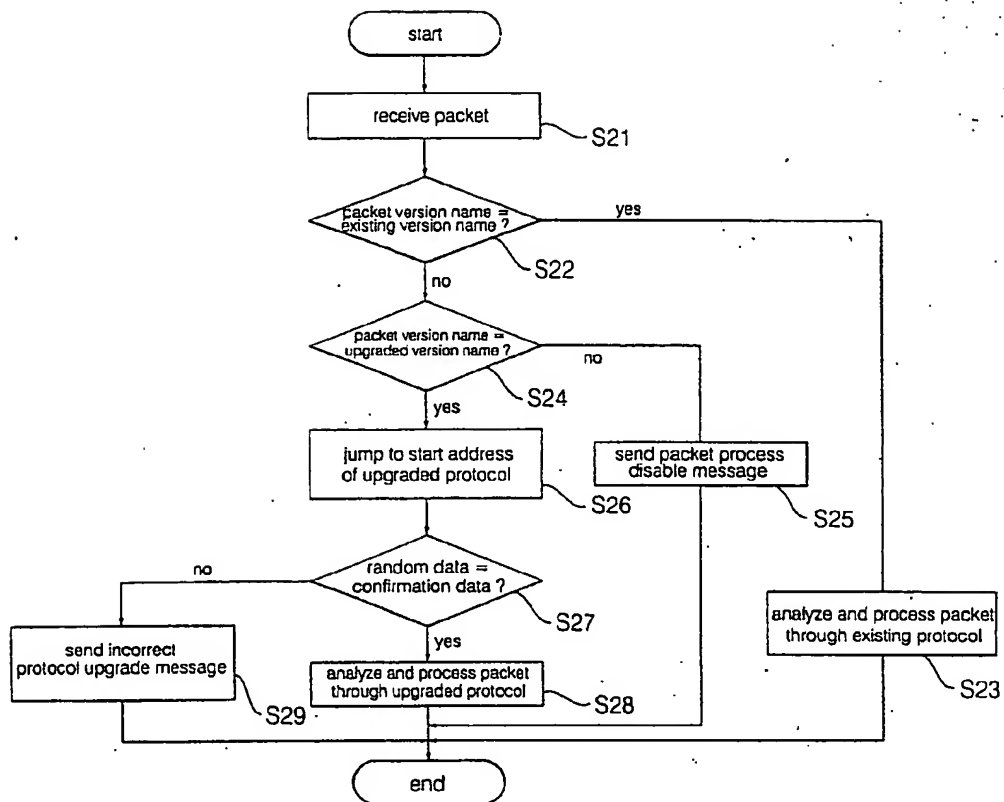 start
receive packet
S21
packet version name =
existing version name ?
yes
S22
no
packet version name =
upgraded version name ?
no
S24
yes
jump to start address
of upgraded protocol
S26
send packet process
disable message
S25
random data =
confirmation data ?
no
S27
yes
analyze and process packet
through existing protocol
S23
send incorrect
protocol upgrade message
S29
analyze and process packet
through upgraded protocol
S28
end